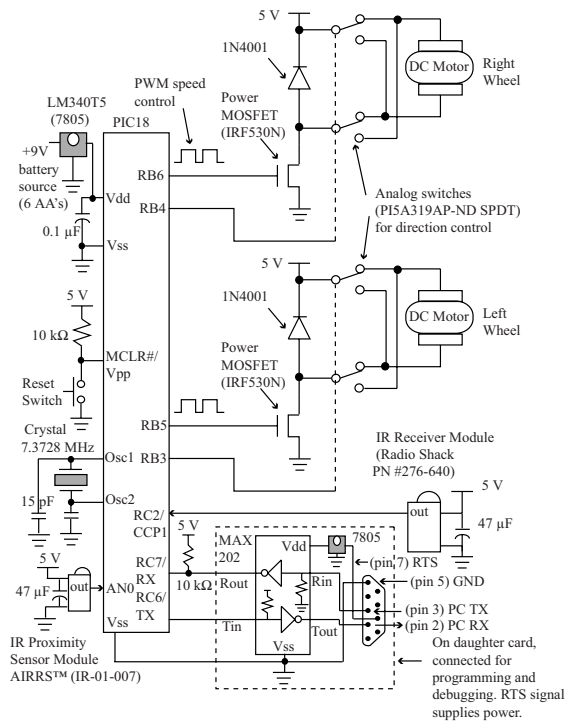 5 V
1N4001
DC Motor
Right
Wheel
LM340T5
(7805)
PIC18
PWM speed
control
Power
MOSFET
(IRF530N)
+9V
battery
source
(6 AA's)
RB6
Vdd
RB4
0.1 µF
Vss
Analog switches
(PI5A319AP-ND SPDT)
for direction control
5 V
5 V
1N4001
DC Motor
Left
Wheel
10 kΩ
MCLR#/
Vpp
Power
MOSFET
(IRF530N)
Reset
Switch
RB5
Crystal
7.3728 MHz
Osc1
RB3
IR Receiver Module
(Radio Shack
PN #276-640)
5 V
15 pF
Osc2
RC2/
CCP1
out
47 µF
5 V
MAX
202
Vdd
7805
(pin 7) RTS
5 V
RC7/
RX
10 kΩ
Rout
Rin
(pin 5) GND
47 µF
out
AN0
RC6/
TX
(pin 3) PC TX
(pin 2) PC RX
Tin
Tout
Vss
Vss
IR Proximity
Sensor Module
AIRRS™ (IR-01-007)
On daughter card,
connected for
programming and
debugging. RTS signal
supplies power.